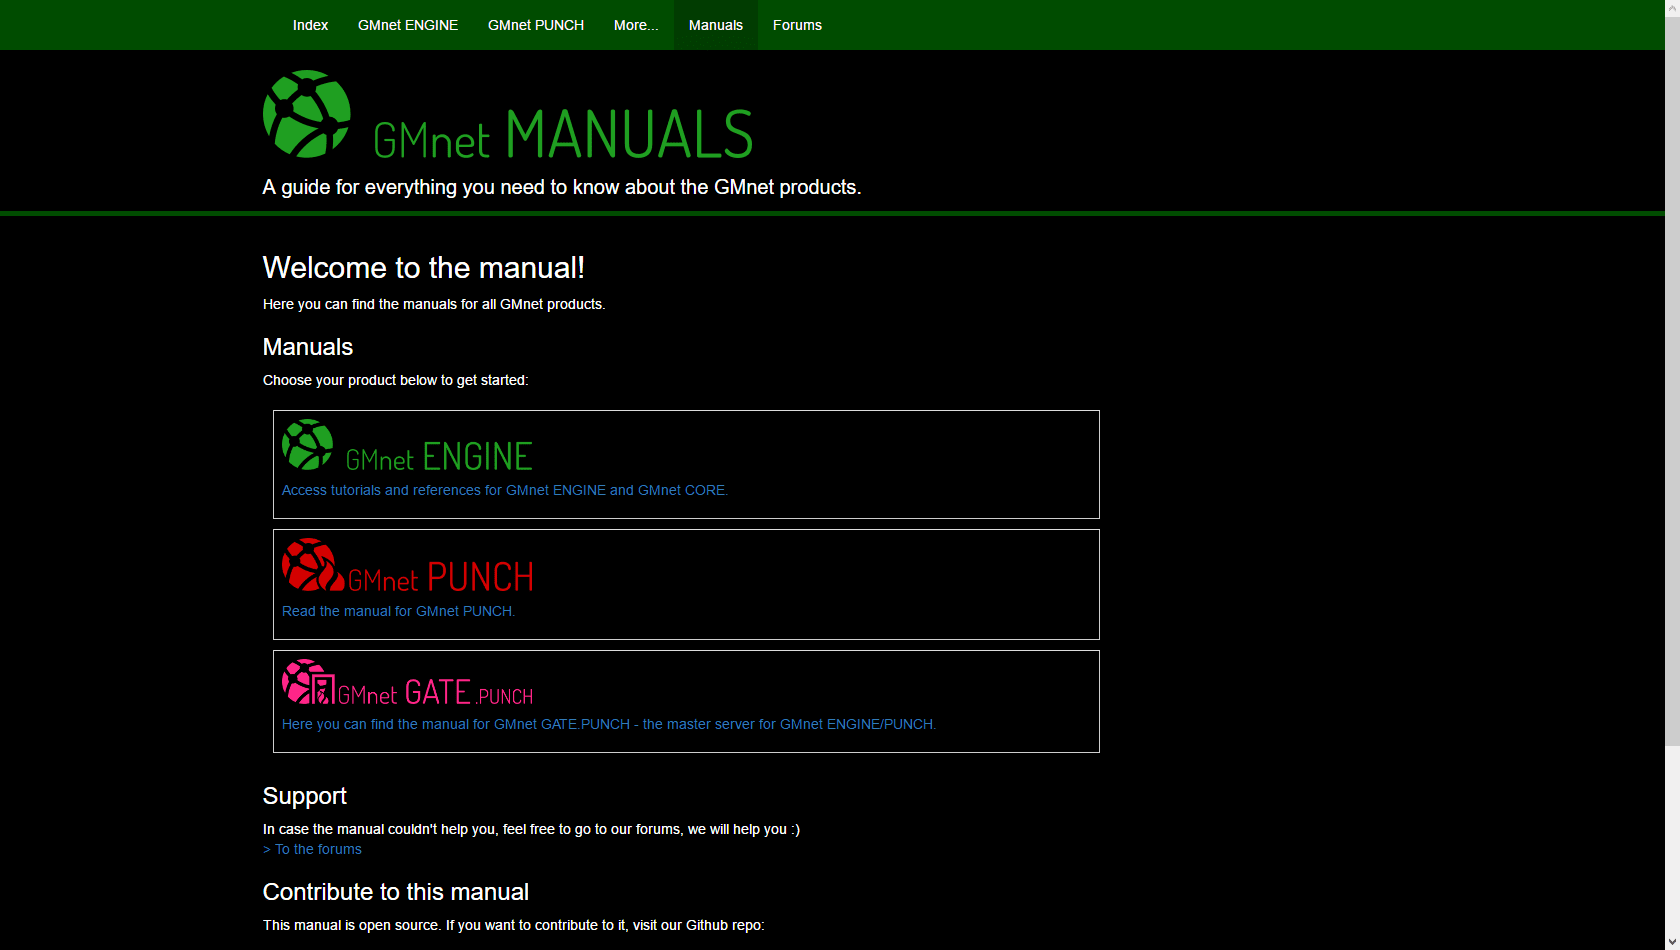 Index GMnet ENGINE GMnet PUNCH More... Manuals Forums
GMnet MANUALS
A guide for everything you need to know about the GMnet products.
Welcome to the manual!
Here you can find the manuals for all GMnet products.
Manuals
Choose your product below to get started:
GMnet ENGINE
Access tutorials and references for GMnet ENGINE and GMnet CORE.
GMnet PUNCH
Read the manual for GMnet PUNCH.
GMnet GATE.PUNCH
Here you can find the manual for GMnet GATE.PUNCH - the master server for GMnet ENGINE/PUNCH.
Support
In case the manual couldn't help you, feel free to go to our forums, we will help you :)
> To the forums
Contribute to this manual
This manual is open source. If you want to contribute to it, visit our Github repo: